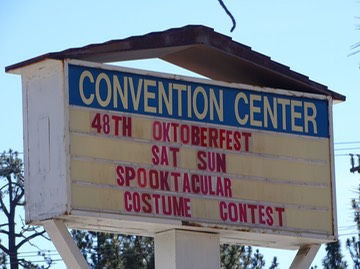 CONVENTION CENTER
48TH OKTOBERFEST
SAT SUN
SPOOKTACULAR
COSTUME CONTEST